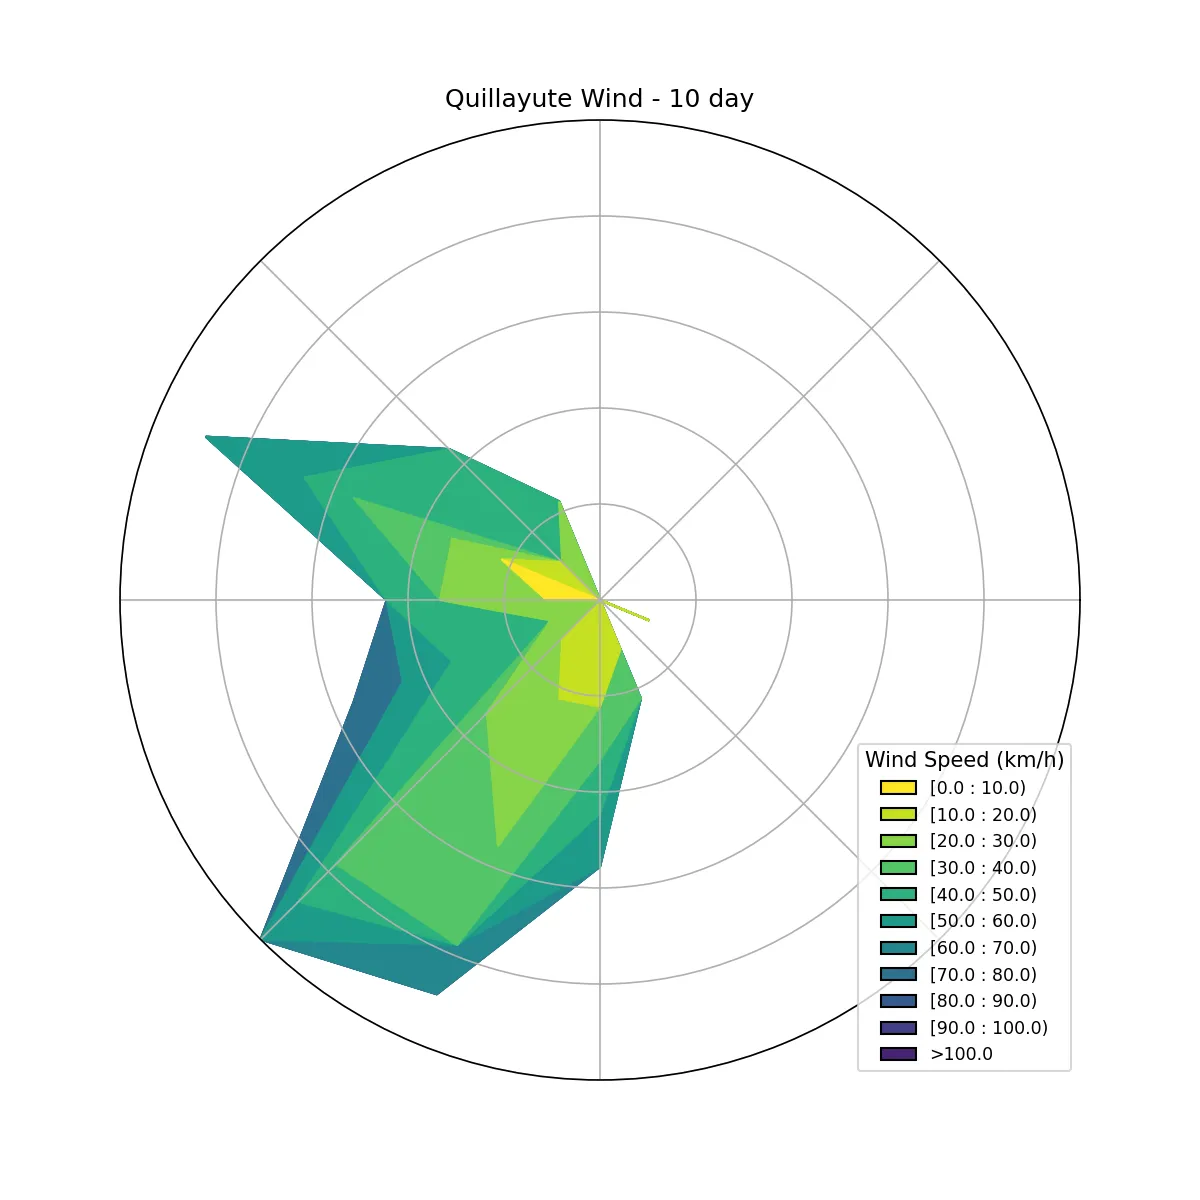 Quillayute Wind - 10 day
Wind Speed (km/h)
[0.0 : 10.0)
[10.0 : 20.0)
[20.0 : 30.0)
[30.0 : 40.0)
[40.0 : 50.0)
[50.0 : 60.0)
[60.0 : 70.0)
[70.0 : 80.0)
[80.0 : 90.0)
[90.0 : 100.0)
>100.0